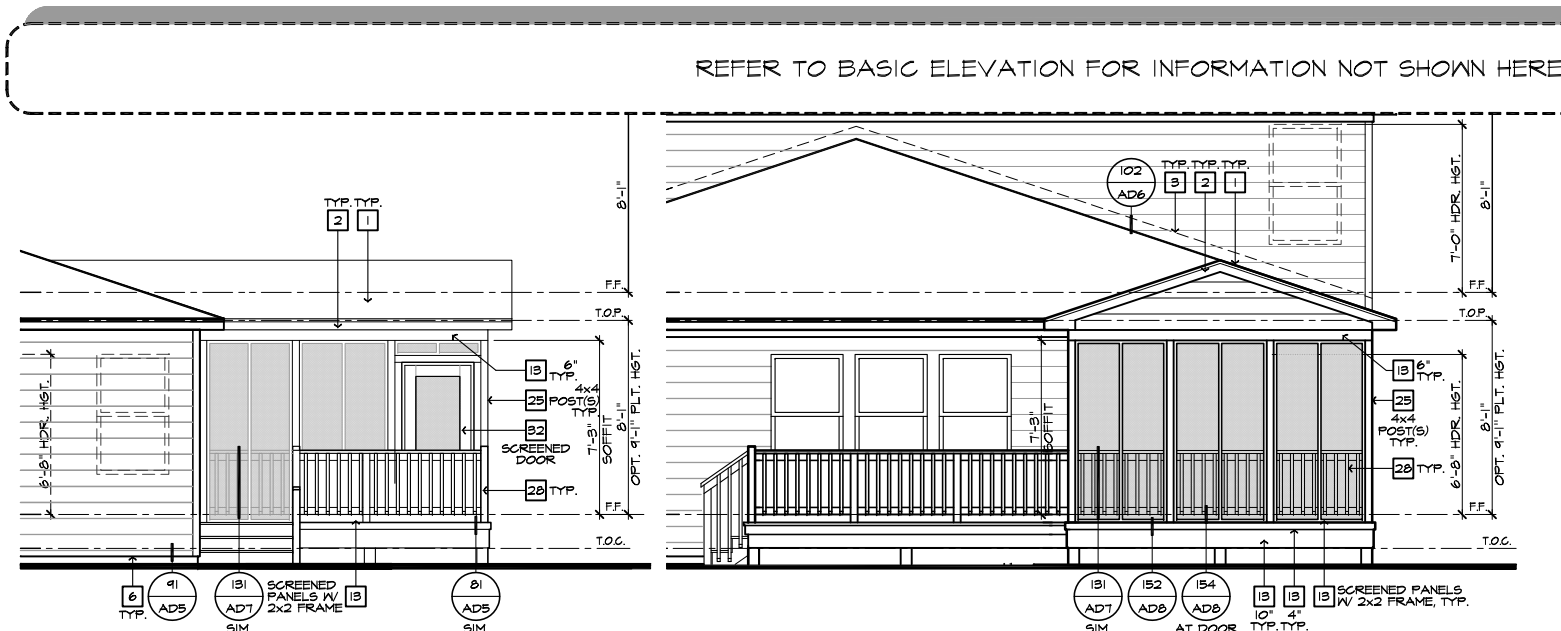 REFER TO BASIC ELEVATION FOR INFORMATION NOT SHOWN HERE
TYP. TYP.
2 1
8'-1"
F.F.
T.O.P.
13 6"
TYP.
25 4x4
POST(S)
TYP.
32
SCREENED
DOOR
28 TYP.
7'-3"
SOFFIT
8'-1"
OPT. 9'-1" PLT. HGT.
6'-8" HDR. HGT.
F.F.
T.O.C.
6
TYP.
91
AD5
131
AD7
SIM
SCREENED
PANELS W/
2x2 FRAME
13
81
AD5
SIM
102
AD6
TYP. TYP. TYP.
3 2 1
7'-0" HDR. HGT.
8'-1"
F.F.
T.O.P.
13 6"
TYP.
25
4x4
POST(S)
TYP.
28 TYP.
7'-3"
SOFFIT
6'-8" HDR. HGT.
8'-1"
OPT. 9'-1" PLT. HGT.
F.F.
T.O.C.
131
AD7
SIM
152
AD8
154
AD8
AT DOOR
13
10"
TYP.
13
4"
TYP.
13
SCREENED PANELS
W/ 2x2 FRAME, TYP.